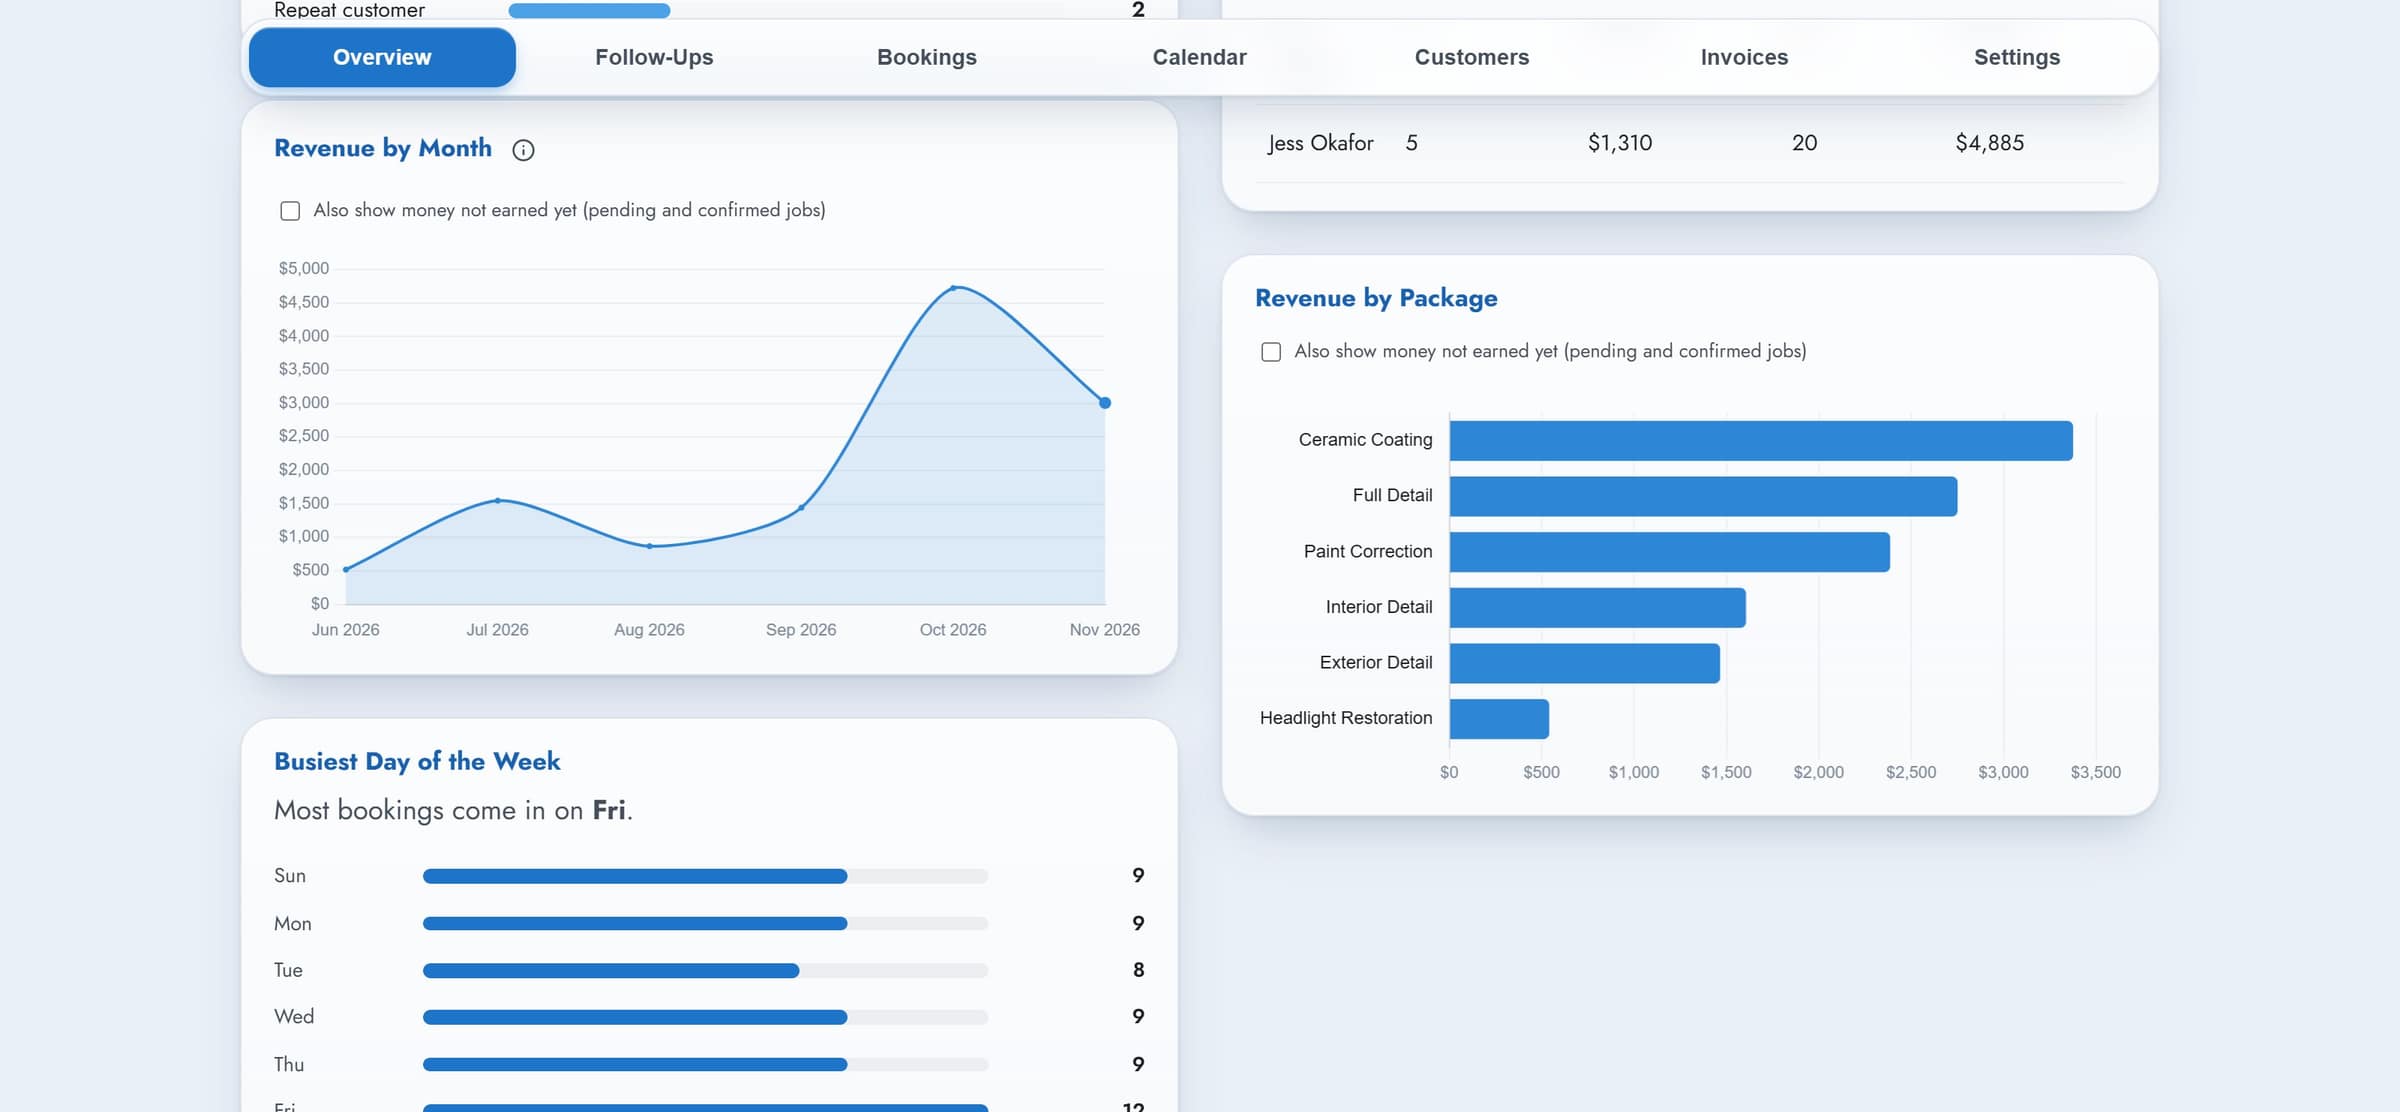 Repeat customer 2
Overview Follow-Ups Bookings Calendar Customers Invoices Settings
Revenue by Month
Also show money not earned yet (pending and confirmed jobs)
$5,000
$4,500
$4,000
$3,500
$3,000
$2,500
$2,000
$1,500
$1,000
$500
$0
Jun 2026 Jul 2026 Aug 2026 Sep 2026 Oct 2026 Nov 2026
Busiest Day of the Week
Most bookings come in on Fri.
Sun 9
Mon 9
Tue 8
Wed 9
Thu 9
Fri 12
Jess Okafor 5 $1,310 20 $4,885
Revenue by Package
Also show money not earned yet (pending and confirmed jobs)
Ceramic Coating
Full Detail
Paint Correction
Interior Detail
Exterior Detail
Headlight Restoration
$0 $500 $1,000 $1,500 $2,000 $2,500 $3,000 $3,500